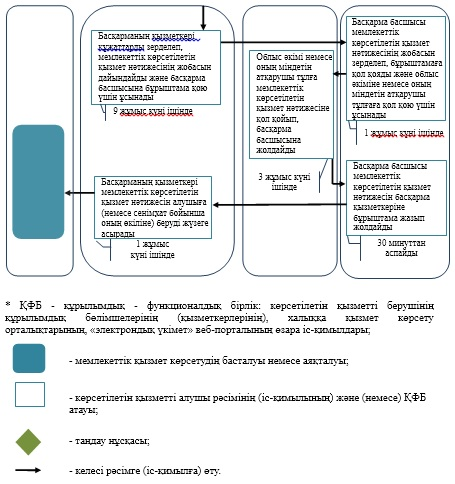 Басқарманың қызметкері
құжаттарды зерделеп,
мемлекеттік көрсетілетін
қызмет нәтижесінің жобасын
дайындайды және басқарма
басшысына бұрыштама қою
үшін ұсынады
9 жұмыс күні ішінде
Облыс әкімі немесе
оның міндетін
атқарушы тұлға
мемлекеттік
көрсетілетін
қызмет нәтижесіне
қол қойып,
басқарма
басшысына
жолдайды
3 жұмыс күні
ішінде
Басқарма басшысы
мемлекеттік
көрсетілетін қызмет
нәтижесінің жобасын
зерделеп, бұрыштамаға
қол қояды және облыс
әкіміне немесе оның
міндетін атқарушы
тұлғаға қол қою үшін
ұсынады
1 жұмыс күні ішінде
Басқарма басшысы
мемлекеттік
көрсетілетін қызмет
нәтижесін басқарма
қызметкеріне
бұрыштама жазып
жолдайды
30 минуттан
аспайды
Басқарманың қызметкері
мемлекеттік көрсетілетін
қызмет нәтижесін алушыға
(немесе сенімхат бойынша
оның өкіліне) беруді жүзеге
асырады
1 жұмыс
күні ішінде
* ҚФБ - құрылымдық - функционалдық бірлік: көрсетілетін қызметті берушінің
құрылымдық бөлімшелерінің (қызметкерлерінің), халыққа қызмет көрсету
орталықтарының, «электрондық үкімет» веб-порталының өзара іс-қимылдары;
- мемлекеттік қызмет көрсетудің басталуы немесе аяқталуы;
- көрсетілетін қызметті алушы рәсімінің (іс-қимылының) және (немесе) ҚФБ
атауы;
- таңдау нұсқасы;
- келесі рәсімге (іс-қимылға) өту.